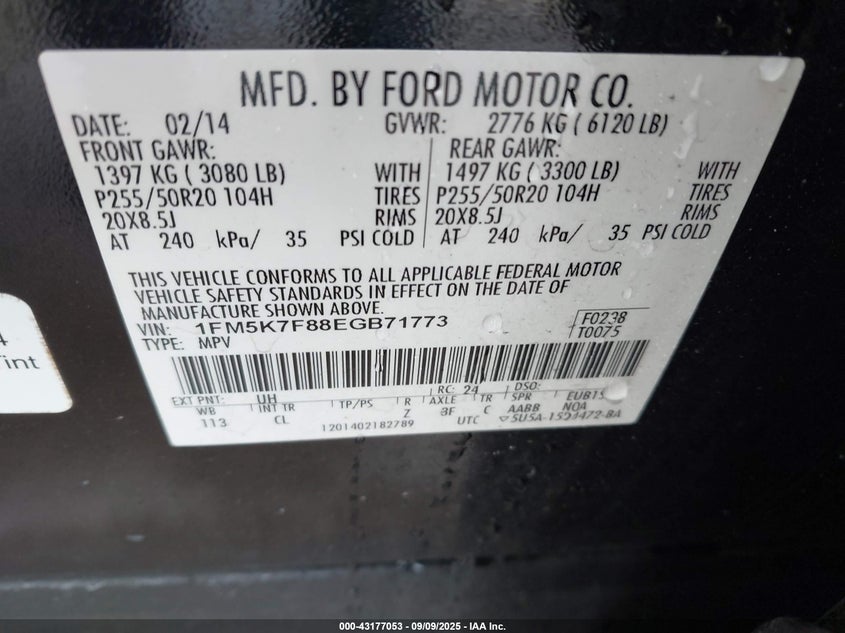 MFD. BY FORD MOTOR CO.
DATE: 02/14 GVWR: 2776 KG ( 6120 LB)
FRONT GAWR: REAR GAWR:
1397 KG ( 3080 LB) WITH 1497 KG ( 3300 LB) WITH
P255/50R20 104H TIRES P255/50R20 104H TIRES
20X8.5J RIMS 20X8.5J RIMS
AT 240 kPa/ 35 PSI COLD AT 240 kPa/ 35 PSI COLD
THIS VEHICLE CONFORMS TO ALL APPLICABLE FEDERAL MOTOR
VEHICLE SAFETY STANDARDS IN EFFECT ON THE DATE OF
MANUFACTURE SHOWN ABOVE.
VIN: 1FM5K7F88EGB71773 F0238
TYPE: MPV T0075
EXT PNT: UH RC: 24 DSO:
WB INT TR TP/PS R AXLE TR SPR EUB15
113 CL Z 3F C AABB NOA
1201402182789 UTC
4
int
000-43177053 - 09/09/2025 - IAA Inc.